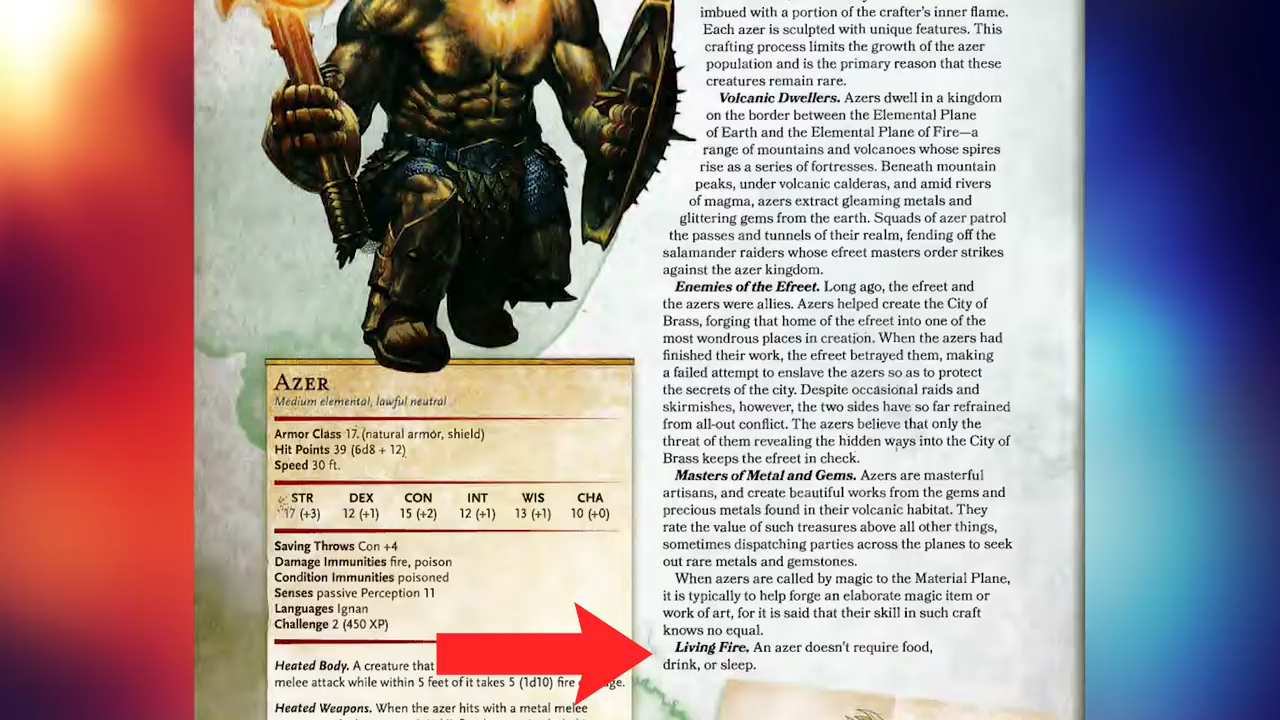 imbued with a portion of the crafter's inner flame.
Each azer is sculpted with unique features. This
crafting process limits the growth of the azer
population and is the primary reason that these
creatures remain rare.
Volcanic Dwellers. Azers dwell in a kingdom
on the border between the Elemental Plane
of Earth and the Elemental Plane of Fire—a
range of mountains and volcanoes whose spires
rise as a series of fortresses. Beneath mountain
peaks, under volcanic calderas, and amid rivers
of magma, azers extract gleaming metals and
glittering gems from the earth. Squads of azer patrol
the passes and tunnels of their realm, fending off the
salamander raiders whose efreet masters order strikes
against the azer kingdom.
Enemies of the Efreet. Long ago, the efreet and
the azers were allies. Azers helped create the City of
Brass, forging that home of the efreet into one of the
most wondrous places in creation. When the azers had
finished their work, the efreet betrayed them, making
a failed attempt to enslave the azers so as to protect
the secrets of the city. Despite occasional raids and
skirmishes, however, the two sides have so far refrained
from all-out conflict. The azers believe that only the
threat of them revealing the hidden ways into the City of
Brass keeps the efreet in check.
Masters of Metal and Gems. Azers are masterful
artisans, and create beautiful works from the gems and
precious metals found in their volcanic habitat. They
rate the value of such treasures above all other things,
sometimes dispatching parties across the planes to seek
out rare metals and gemstones.
When azers are called by magic to the Material Plane,
it is typically to help forge an elaborate magic item or
work of art, for it is said that their skill in such craft
knows no equal.
Living Fire. An azer doesn't require food,
drink, or sleep.
AZER
Medium elemental, lawful neutral
Armor Class 17 (natural armor, shield)
Hit Points 39 (6d8 + 12)
Speed 30 ft.
STR DEX CON INT WIS CHA
17 (+3) 12 (+1) 15 (+2) 12 (+1) 13 (+1) 10 (+0)
Saving Throws Con +4
Damage Immunities fire, poison
Condition Immunities poisoned
Senses passive Perception 11
Languages Ignan
Challenge 2 (450 XP)
Heated Body. A creature that
melee attack while within 5 feet of it takes 5 (1d10) fire
Heated Weapons. When the azer hits with a metal melee